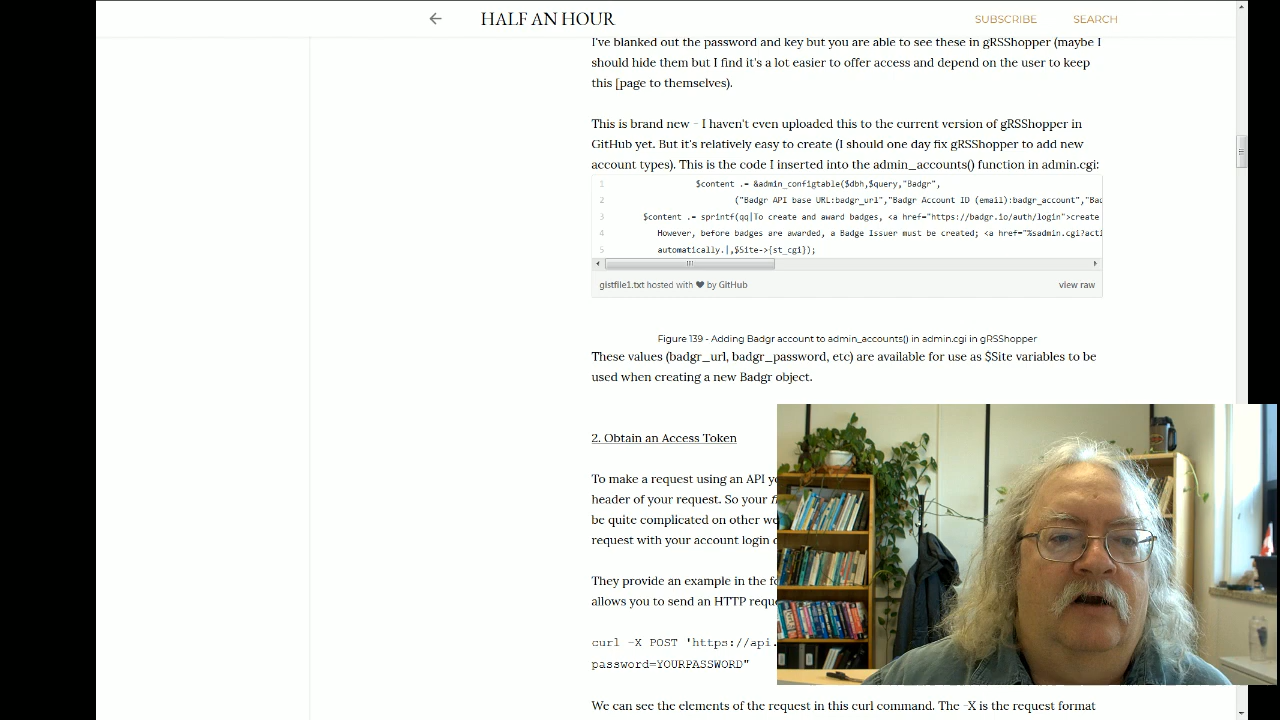 HALF AN HOUR
SUBSCRIBE
SEARCH
I've blanked out the password and key but you are able to see these in gRSShopper (maybe I
should hide them but I find it's a lot easier to offer access and depend on the user to keep
this [page to themselves).
This is brand new - I haven't even uploaded this to the current version of gRSShopper in
GitHub yet. But it's relatively easy to create (I should one day fix gRSShopper to add new
account types). This is the code I inserted into the admin_accounts() function in admin.cgi:
1 $content .= &admin_configtable($dbh,$query,"Badgr",
2 ("Badgr API base URL:badgr_url","Badgr Account ID (email):badgr_account","Bad
3 $content .= sprintf(qq|To create and award badges, <a href="https://badgr.io/auth/login">create
4 However, before badges are awarded, a Badge Issuer must be created; <a href="%sadmin.cgi?acti
5 automatically.|,$Site->{st_cgi});
gistfile1.txt hosted with ❤ by GitHub
view raw
Figure 139 - Adding Badgr account to admin_accounts() in admin.cgi in gRSShopper
These values (badgr_url, badgr_password, etc) are available for use as $Site variables to be
used when creating a new Badgr object.
2. Obtain an Access Token
To make a request using an API yo
header of your request. So your
be quite complicated on other we
request with your account login
They provide an example in the fo
allows you to send an HTTP requ
curl -X POST 'https://api.
password=YOURPASSWORD"
We can see the elements of the request in this curl command. The -X is the request format